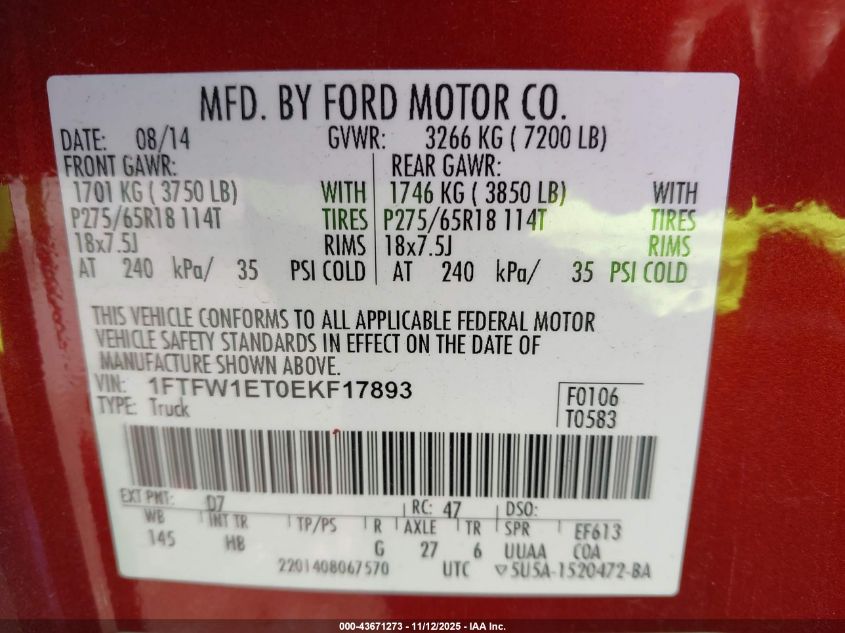 MFD. BY FORD MOTOR CO.
DATE: 08/14 GVWR: 3266 KG ( 7200 LB)
FRONT GAWR: REAR GAWR:
1701 KG ( 3750 LB) WITH 1746 KG ( 3850 LB) WITH
P275/65R18 114T TIRES P275/65R18 114T TIRES
18x7.5J RIMS 18x7.5J RIMS
AT 240 kPa/ 35 PSI COLD AT 240 kPa/ 35 PSI COLD
THIS VEHICLE CONFORMS TO ALL APPLICABLE FEDERAL MOTOR
VEHICLE SAFETY STANDARDS IN EFFECT ON THE DATE OF
MANUFACTURE SHOWN ABOVE.
VIN: 1FTFW1ET0EKF17893 F0106
TYPE: Truck T0583
EXT PNT: D7 RC: 47 DSO:
WB INT TR TP/PS R AXLE TR SPR EF613
145 HB G 27 6 UUAA COA
2201408067570 UTC ▽5U5A-1520472-BA
000-43671273 - 11/12/2025 - IAA Inc.